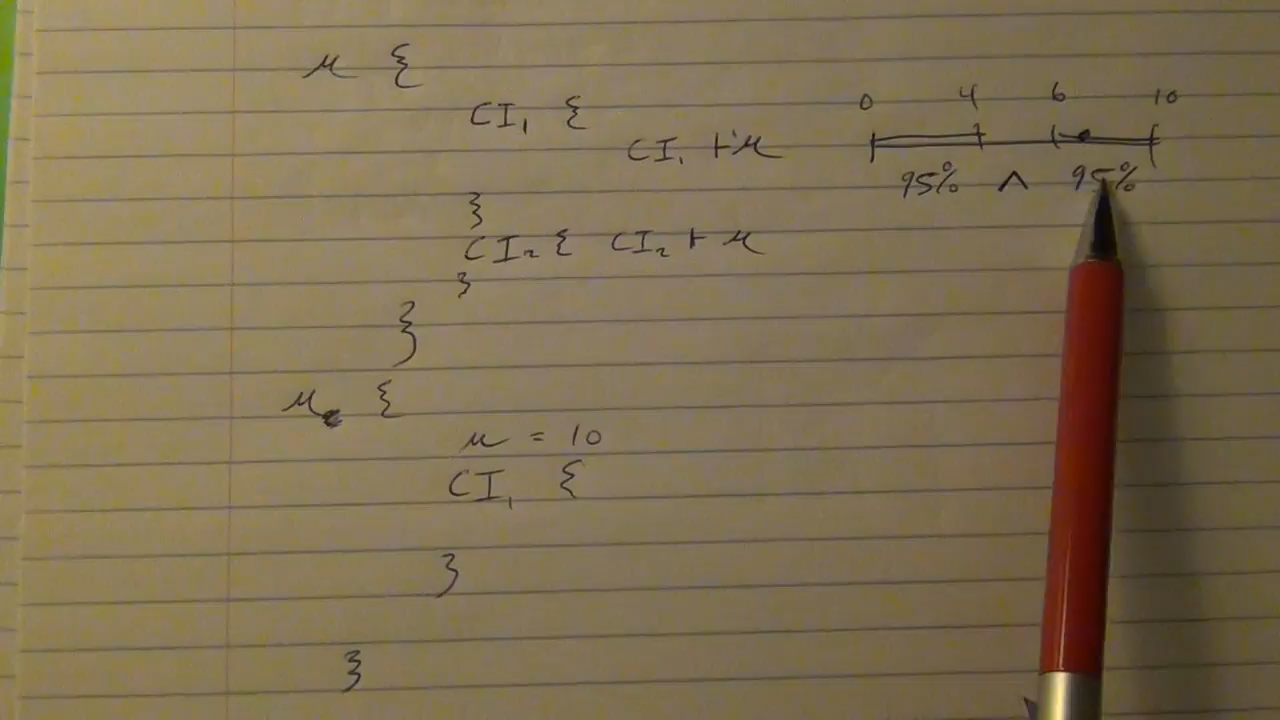 μ {
CI₁ {
CI₁ + μ
}
CI₂ { CI₂ + μ
}
}
μ {
μ = 10
CI₁ {
}
}
0 4 6 10
95% ∧ 95%